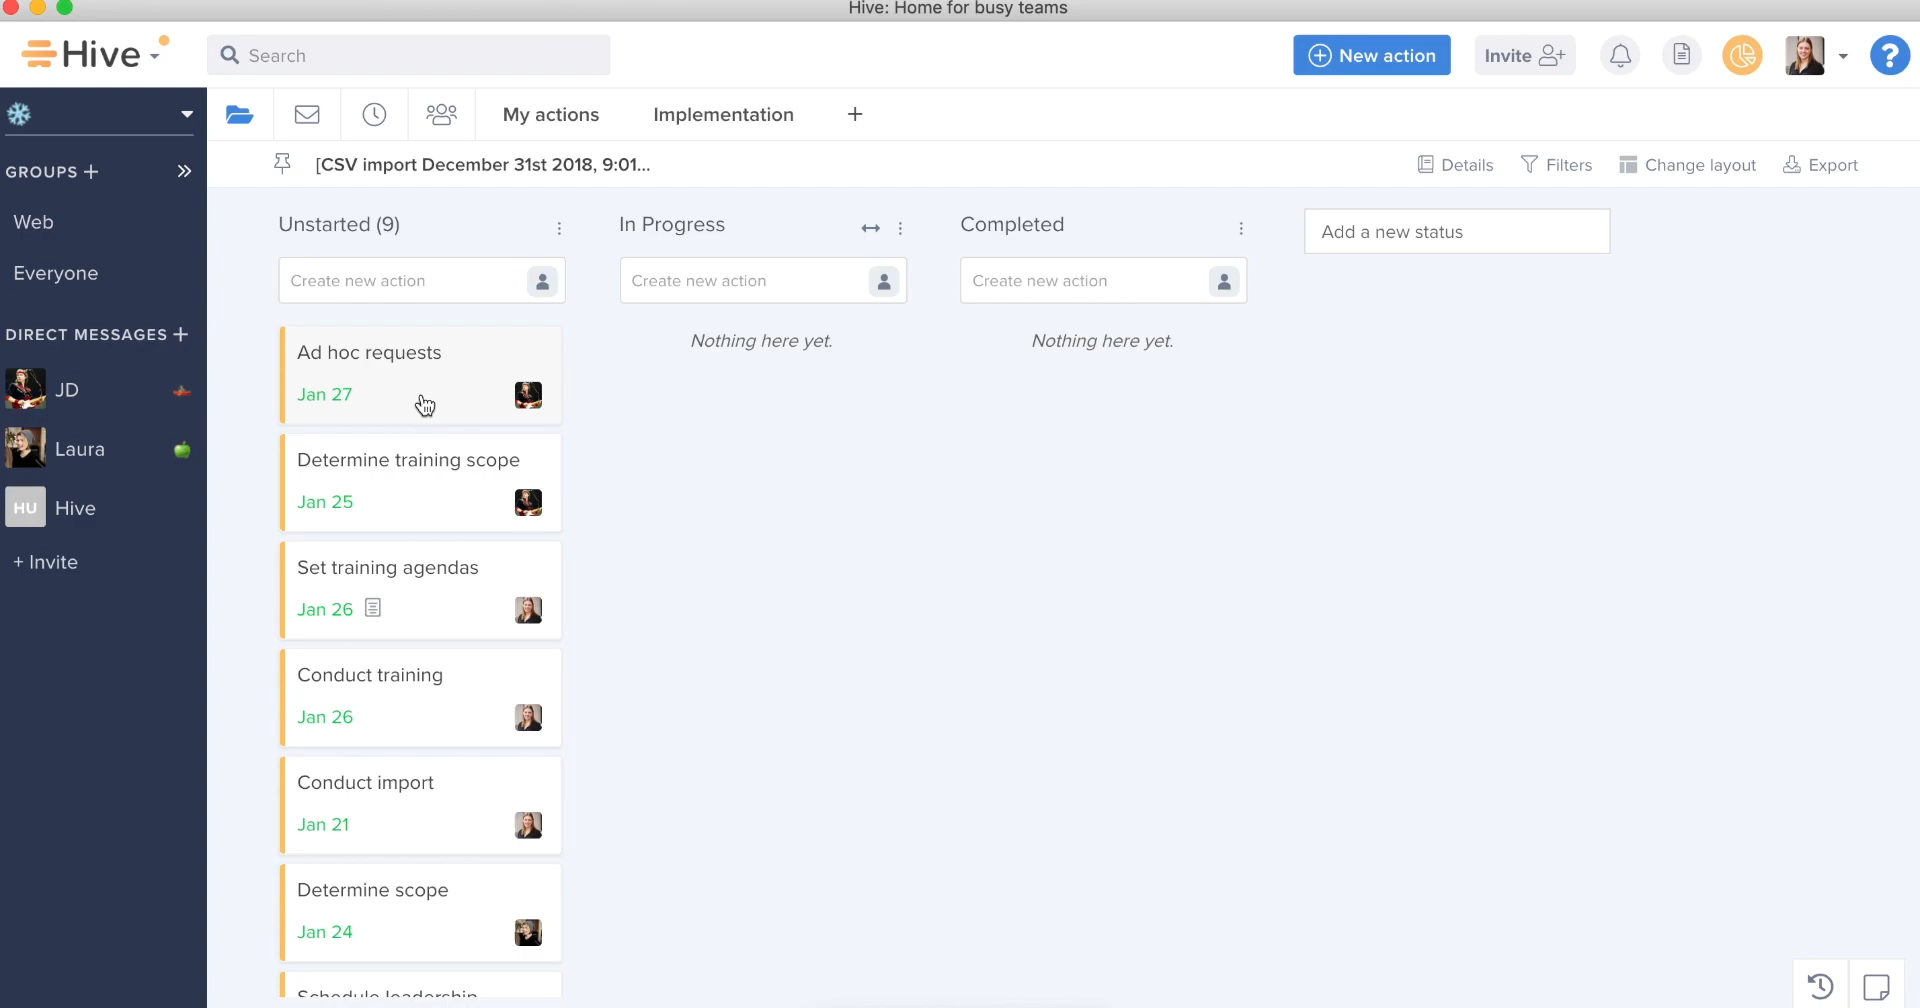 Hive: Home for busy teams
Hive
Search
New action
Invite
?
My actions
Implementation
+
GROUPS +
[CSV import December 31st 2018, 9:01...
Details
Filters
Change layout
Export
Web
Everyone
DIRECT MESSAGES +
JD
Laura
HU
Hive
+ Invite
Unstarted (9)
Create new action
Ad hoc requests
Jan 27
Determine training scope
Jan 25
Set training agendas
Jan 26
Conduct training
Jan 26
Conduct import
Jan 21
Determine scope
Jan 24
Schedule leadership
In Progress
Create new action
Nothing here yet.
Completed
Create new action
Nothing here yet.
Add a new status